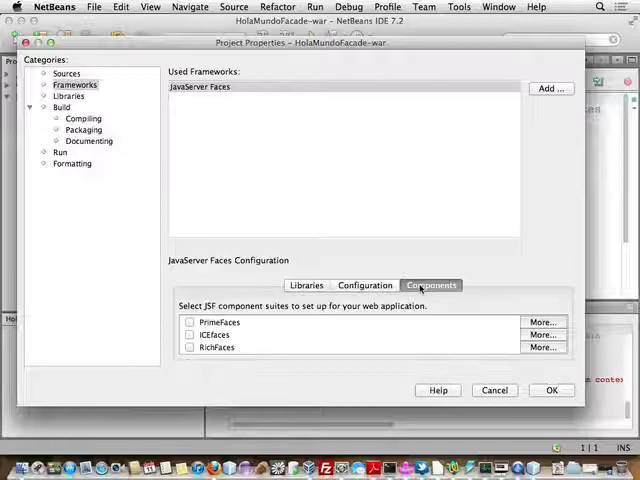 NetBeans File Edit View Navigate Source Refactor Run Debug Profile Team Tools Window Help
HolaMundoFacade-war – NetBeans IDE 7.2
Project Properties – HolaMundoFacade-war
Categories:
Sources
Frameworks
Libraries
Build
Compiling
Packaging
Documenting
Run
Formatting
Used Frameworks:
JavaServer Faces
Add ...
JavaServer Faces Configuration
Libraries Configuration Components
Select JSF component suites to set up for your web application.
PrimeFaces More...
ICEfaces More...
RichFaces More...
Help Cancel OK
1 | 1 INS